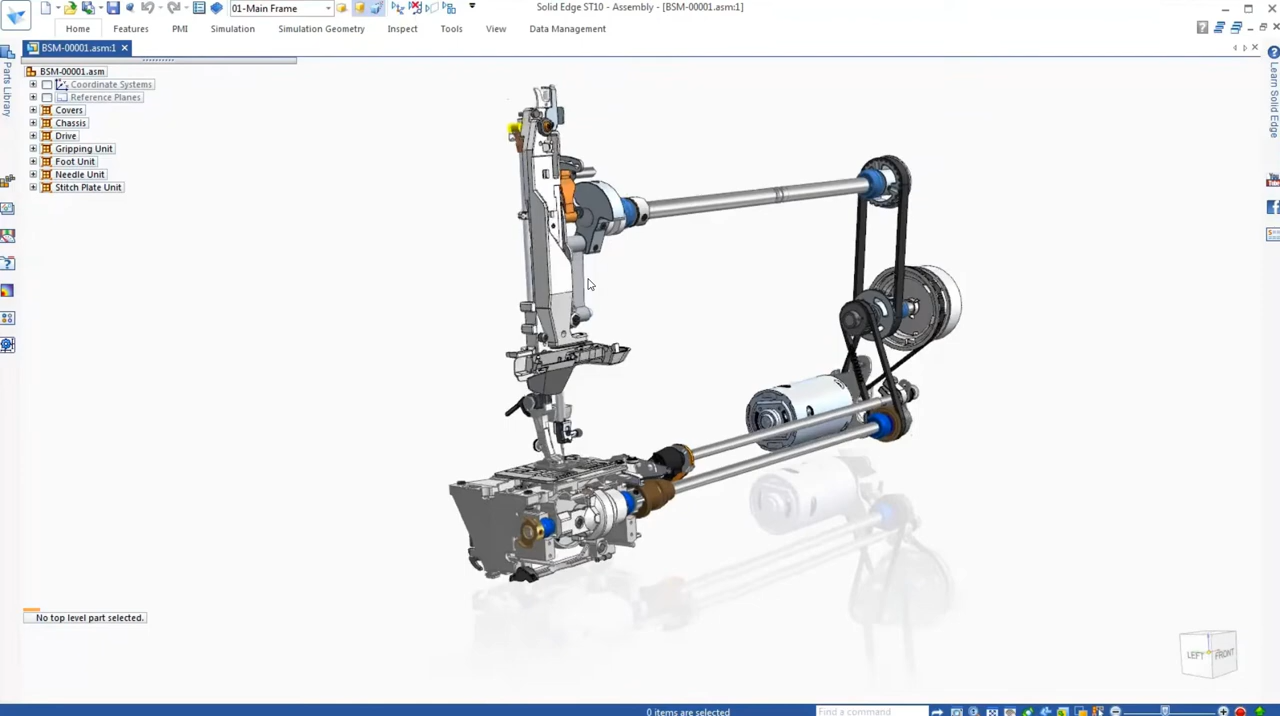 01-Main Frame
Solid Edge ST10 - Assembly - [BSM-00001.asm:1]
Home
Features
PMI
Simulation
Simulation Geometry
Inspect
Tools
View
Data Management
BSM-00001.asm:1
Parts Library
BSM-00001.asm
Coordinate Systems
Reference Planes
Covers
Chassis
Drive
Gripping Unit
Foot Unit
Needle Unit
Stitch Plate Unit
Learn Solid Edge
You
Tube
No top level part selected.
LEFT
FRONT
0 items are selected
Find a command